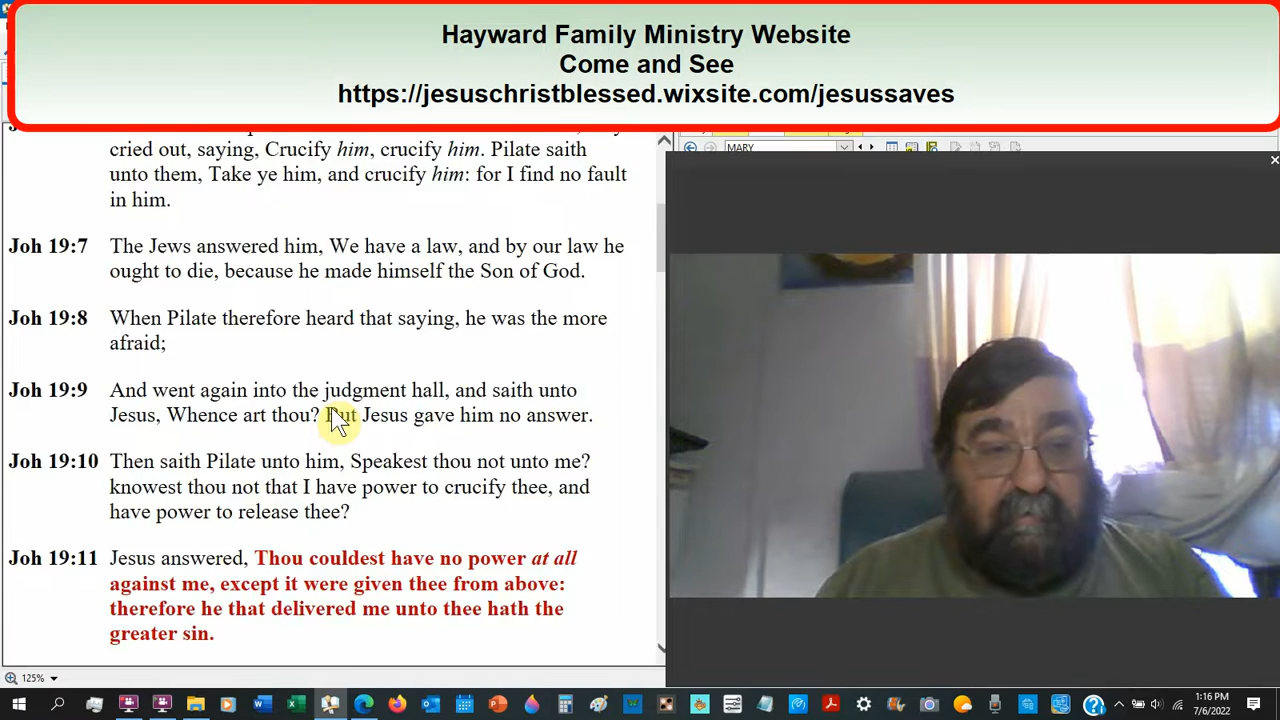 Hayward Family Ministry Website
Come and See
https://jesuschristblessed.wixsite.com/jesussaves
cried out, saying, Crucify him, crucify him. Pilate saith
unto them, Take ye him, and crucify him: for I find no fault
in him.
Joh 19:7 The Jews answered him, We have a law, and by our law he
ought to die, because he made himself the Son of God.
Joh 19:8 When Pilate therefore heard that saying, he was the more
afraid;
Joh 19:9 And went again into the judgment hall, and saith unto
Jesus, Whence art thou? But Jesus gave him no answer.
Joh 19:10 Then saith Pilate unto him, Speakest thou not unto me?
knowest thou not that I have power to crucify thee, and
have power to release thee?
Joh 19:11 Jesus answered, Thou couldest have no power at all
against me, except it were given thee from above:
therefore he that delivered me unto thee hath the
greater sin.
MARY
125%
1:16 PM
7/6/2022